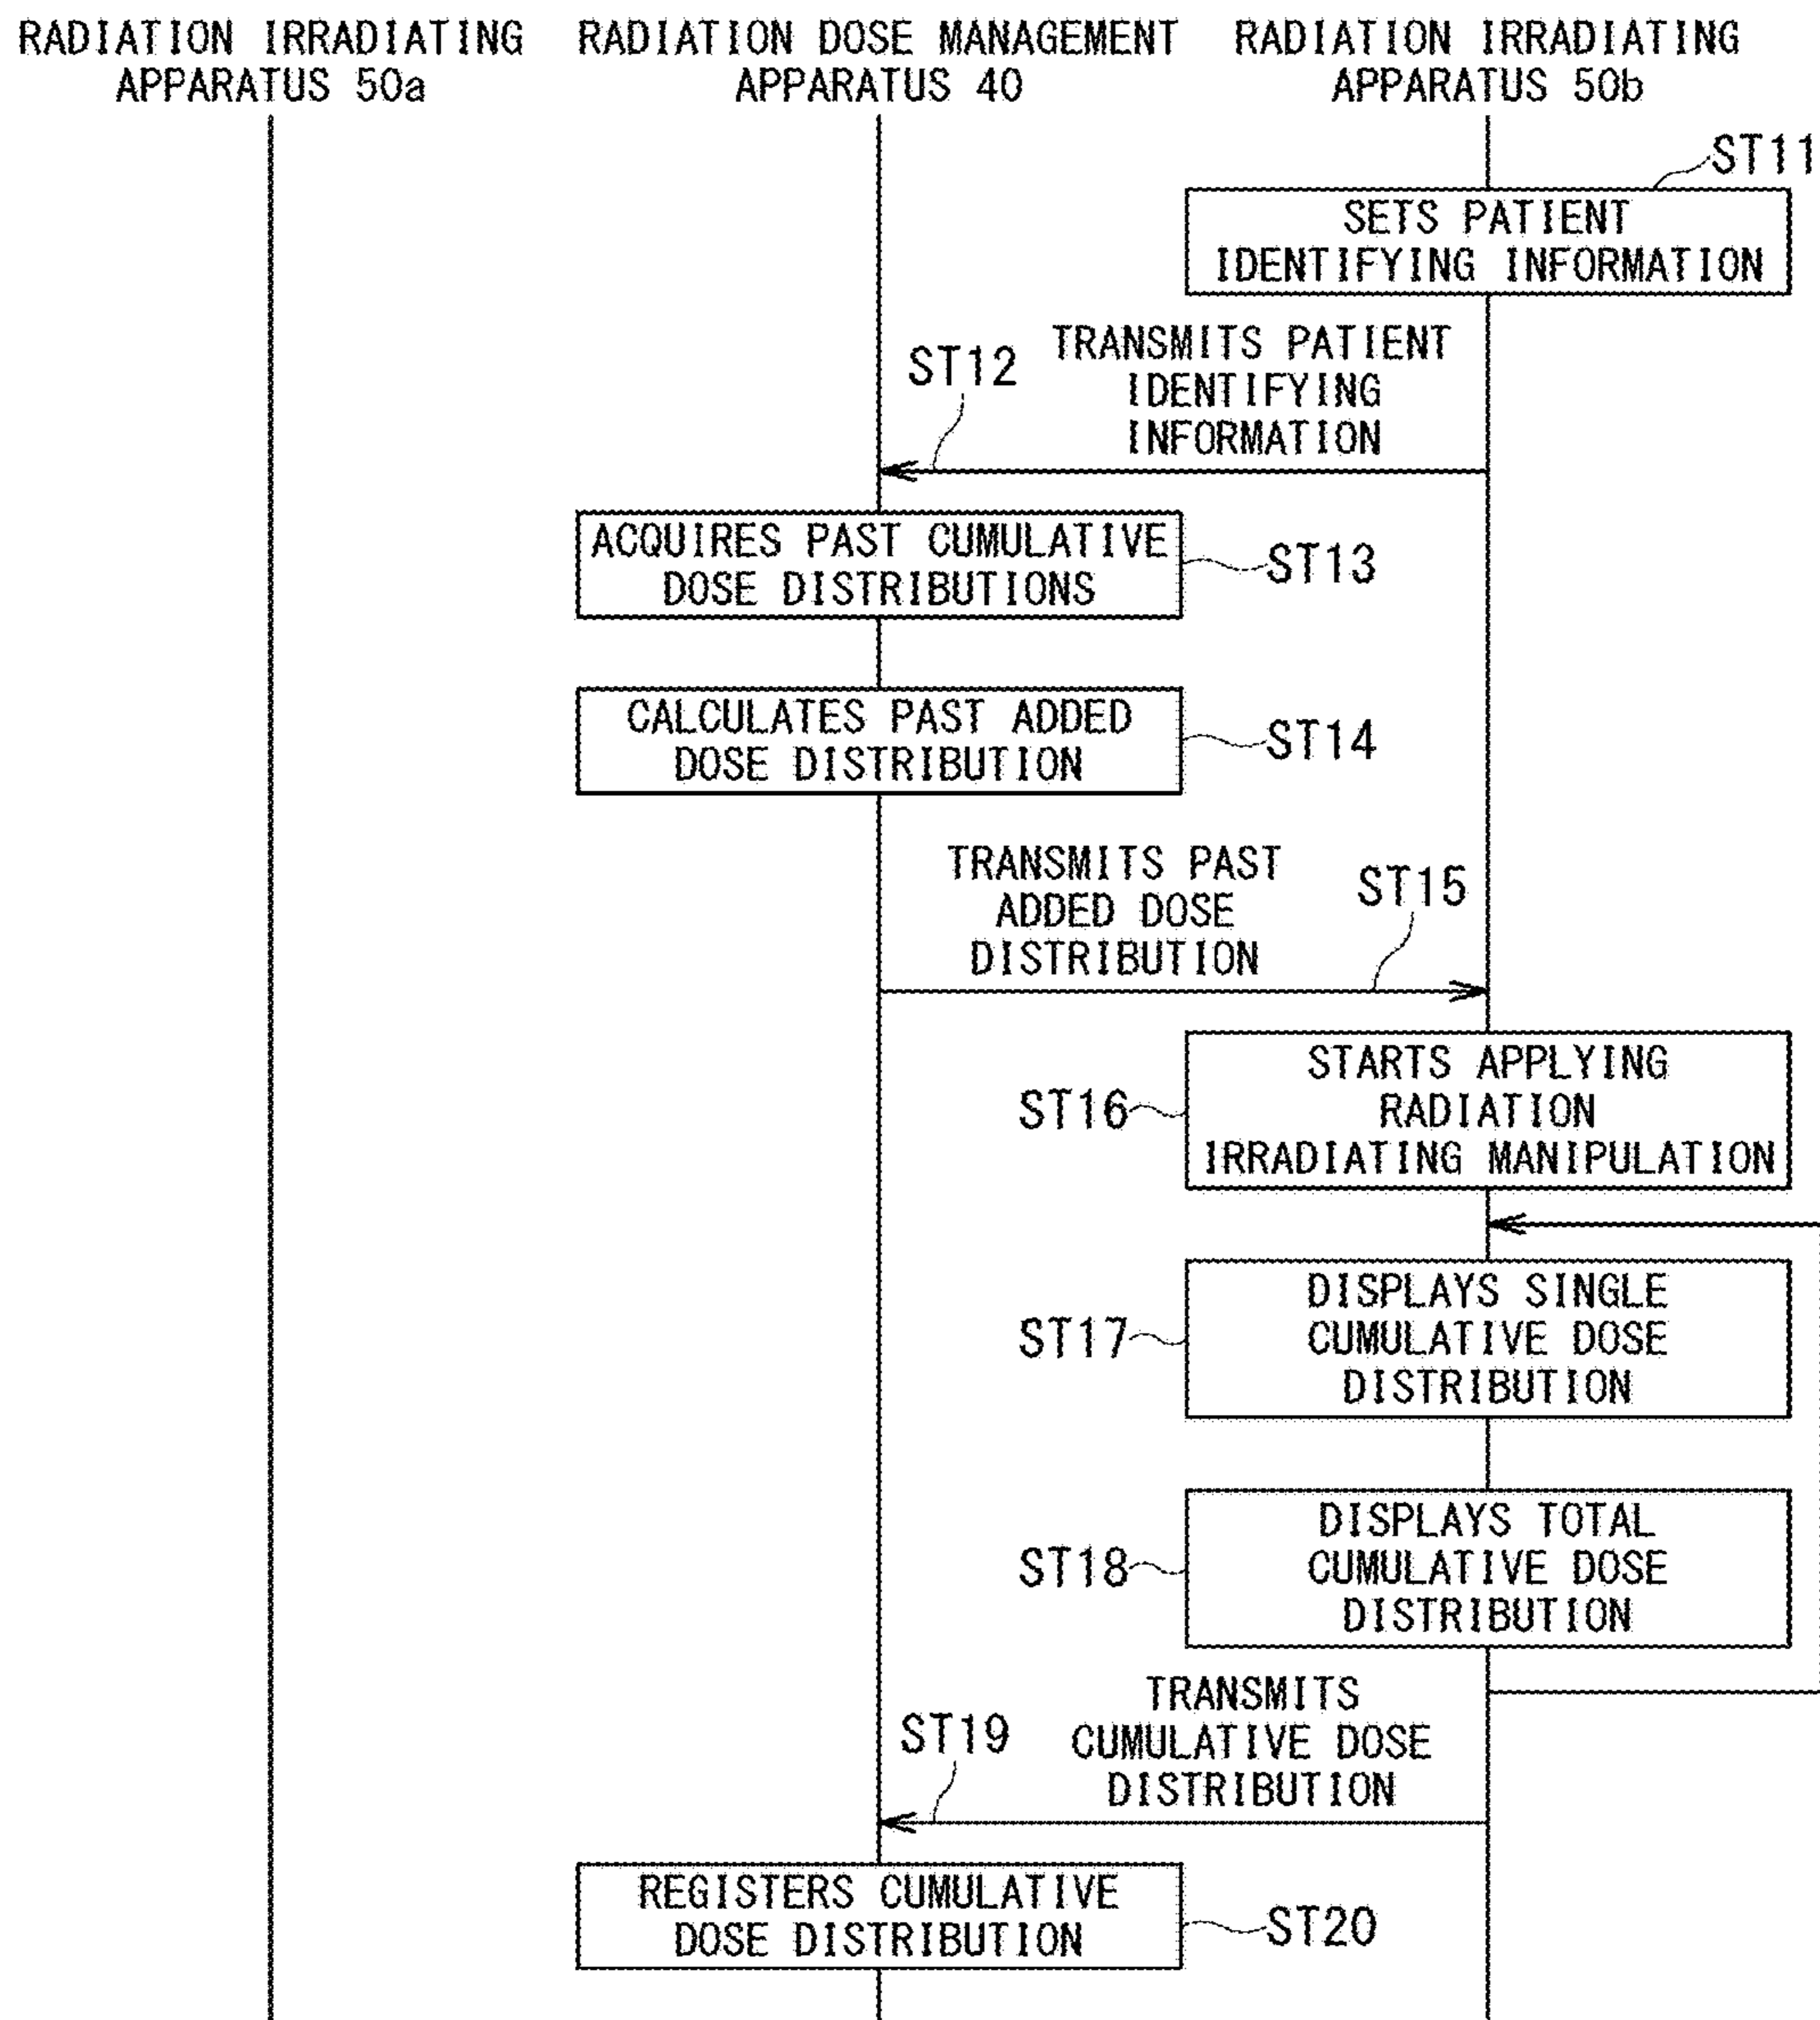 RADIATION IRRADIATING
APPARATUS 50a
RADIATION DOSE MANAGEMENT
APPARATUS 40
RADIATION IRRADIATING
APPARATUS 50b
ST11
SETS PATIENT
IDENTIFYING INFORMATION
ST12
TRANSMITS PATIENT
IDENTIFYING
INFORMATION
ACQUIRES PAST CUMULATIVE
DOSE DISTRIBUTIONS
ST13
CALCULATES PAST ADDED
DOSE DISTRIBUTION
ST14
TRANSMITS PAST
ADDED DOSE
DISTRIBUTION
ST15
ST16
STARTS APPLYING
RADIATION
IRRADIATING MANIPULATION
ST17
DISPLAYS SINGLE
CUMULATIVE DOSE
DISTRIBUTION
ST18
DISPLAYS TOTAL
CUMULATIVE DOSE
DISTRIBUTION
ST19
TRANSMITS
CUMULATIVE DOSE
DISTRIBUTION
REGISTERS CUMULATIVE
DOSE DISTRIBUTION
ST20